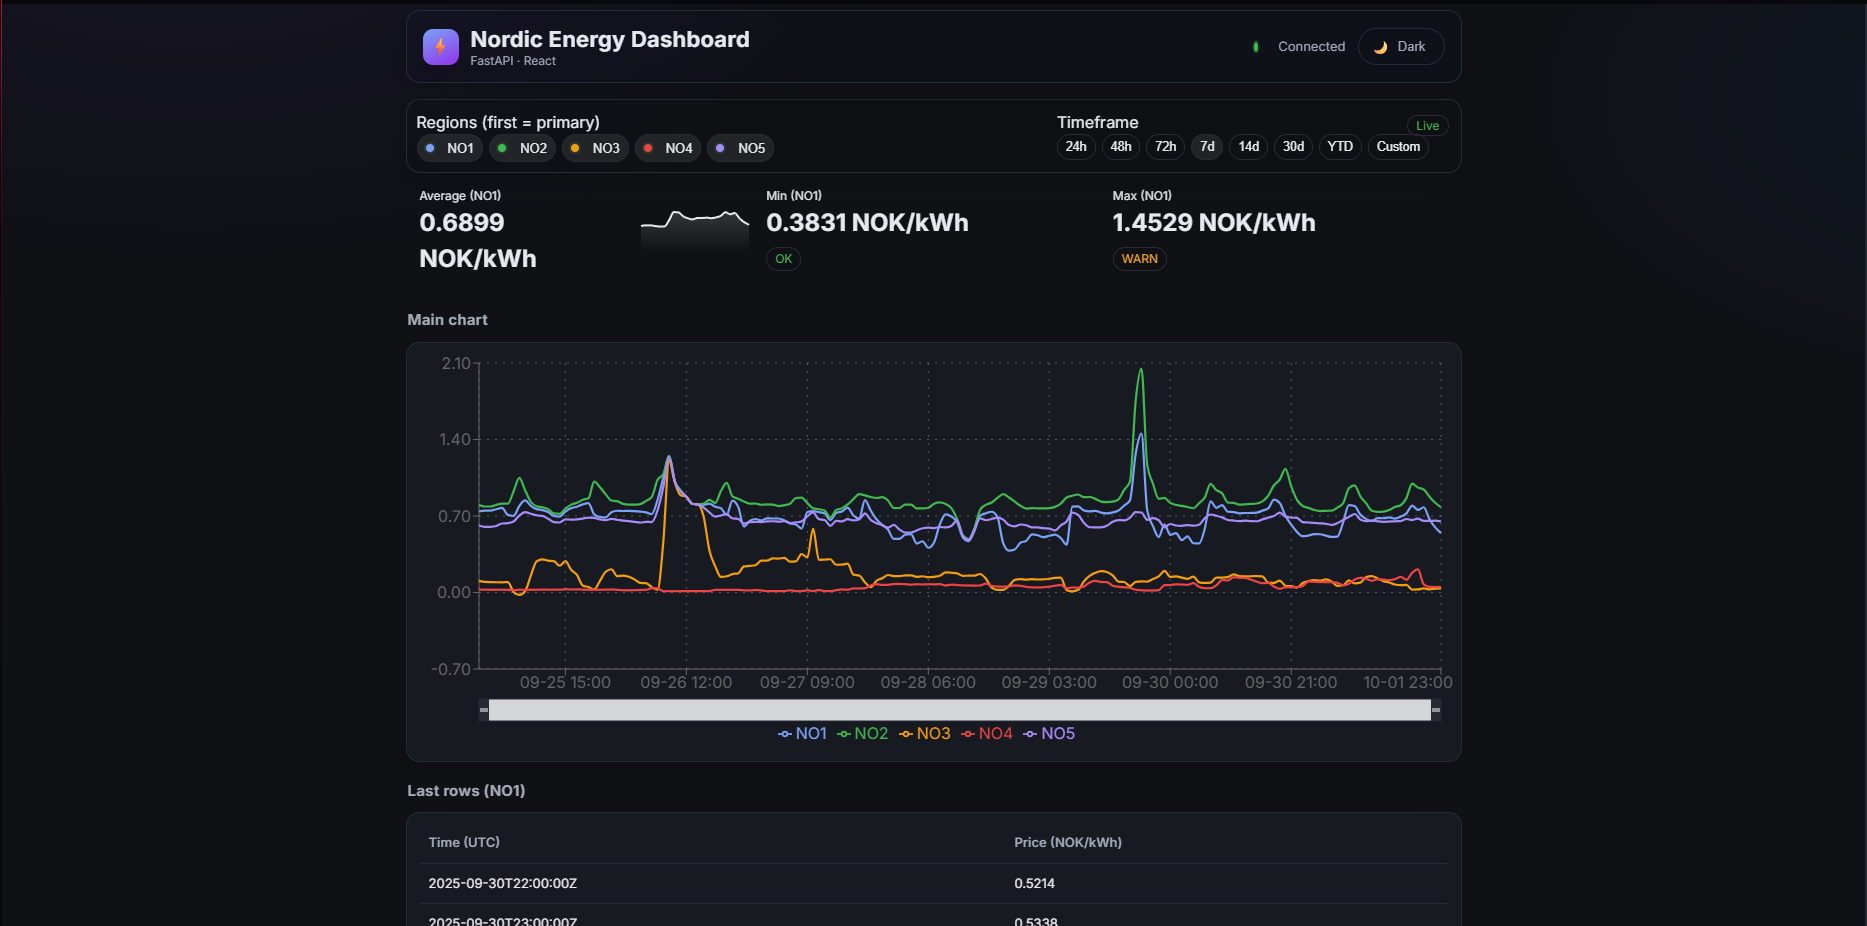 Nordic Energy Dashboard
FastAPI · React
Connected
Dark
Regions (first = primary)
NO1 NO2 NO3 NO4 NO5
Timeframe
Live
24h 48h 72h 7d 14d 30d YTD Custom
Average (NO1)
0.6899
NOK/kWh
Min (NO1)
0.3831 NOK/kWh
OK
Max (NO1)
1.4529 NOK/kWh
WARN
Main chart
2.10
1.40
0.70
0.00
-0.70
09-25 15:00 09-26 12:00 09-27 09:00 09-28 06:00 09-29 03:00 09-30 00:00 09-30 21:00 10-01 23:00
NO1 NO2 NO3 NO4 NO5
Last rows (NO1)
Time (UTC) Price (NOK/kWh)
2025-09-30T22:00:00Z 0.5214
2025-09-30T23:00:00Z 0.5338